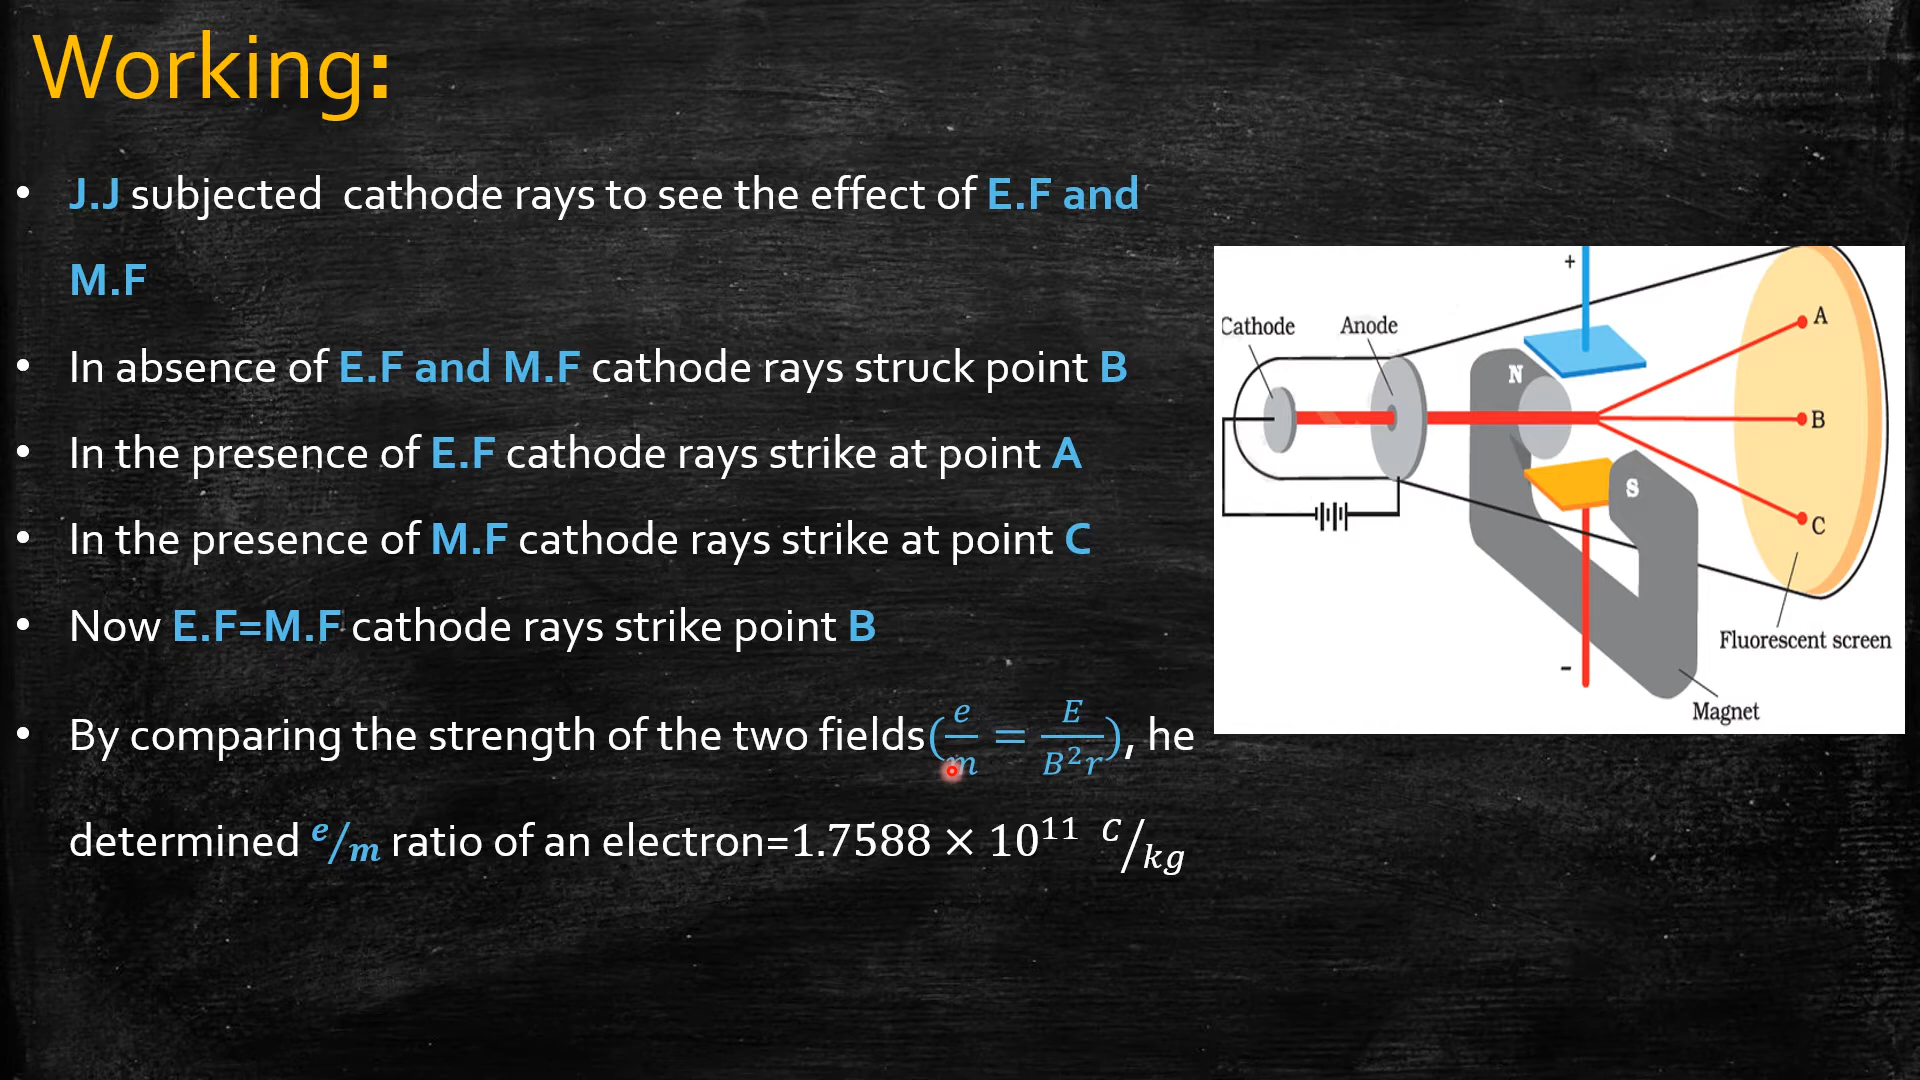 Working:
• J.J subjected cathode rays to see the effect of E.F and
M.F
• In absence of E.F and M.F cathode rays struck point B
• In the presence of E.F cathode rays strike at point A
• In the presence of M.F cathode rays strike at point C
• Now E.F=M.F cathode rays strike point B
• By comparing the strength of the two fields(e/m = E/B²r), he
determined e/m ratio of an electron=1.7588 × 10¹¹ C/kg
+
Cathode
Anode
A
N
B
S
C
Fluorescent screen
-
Magnet